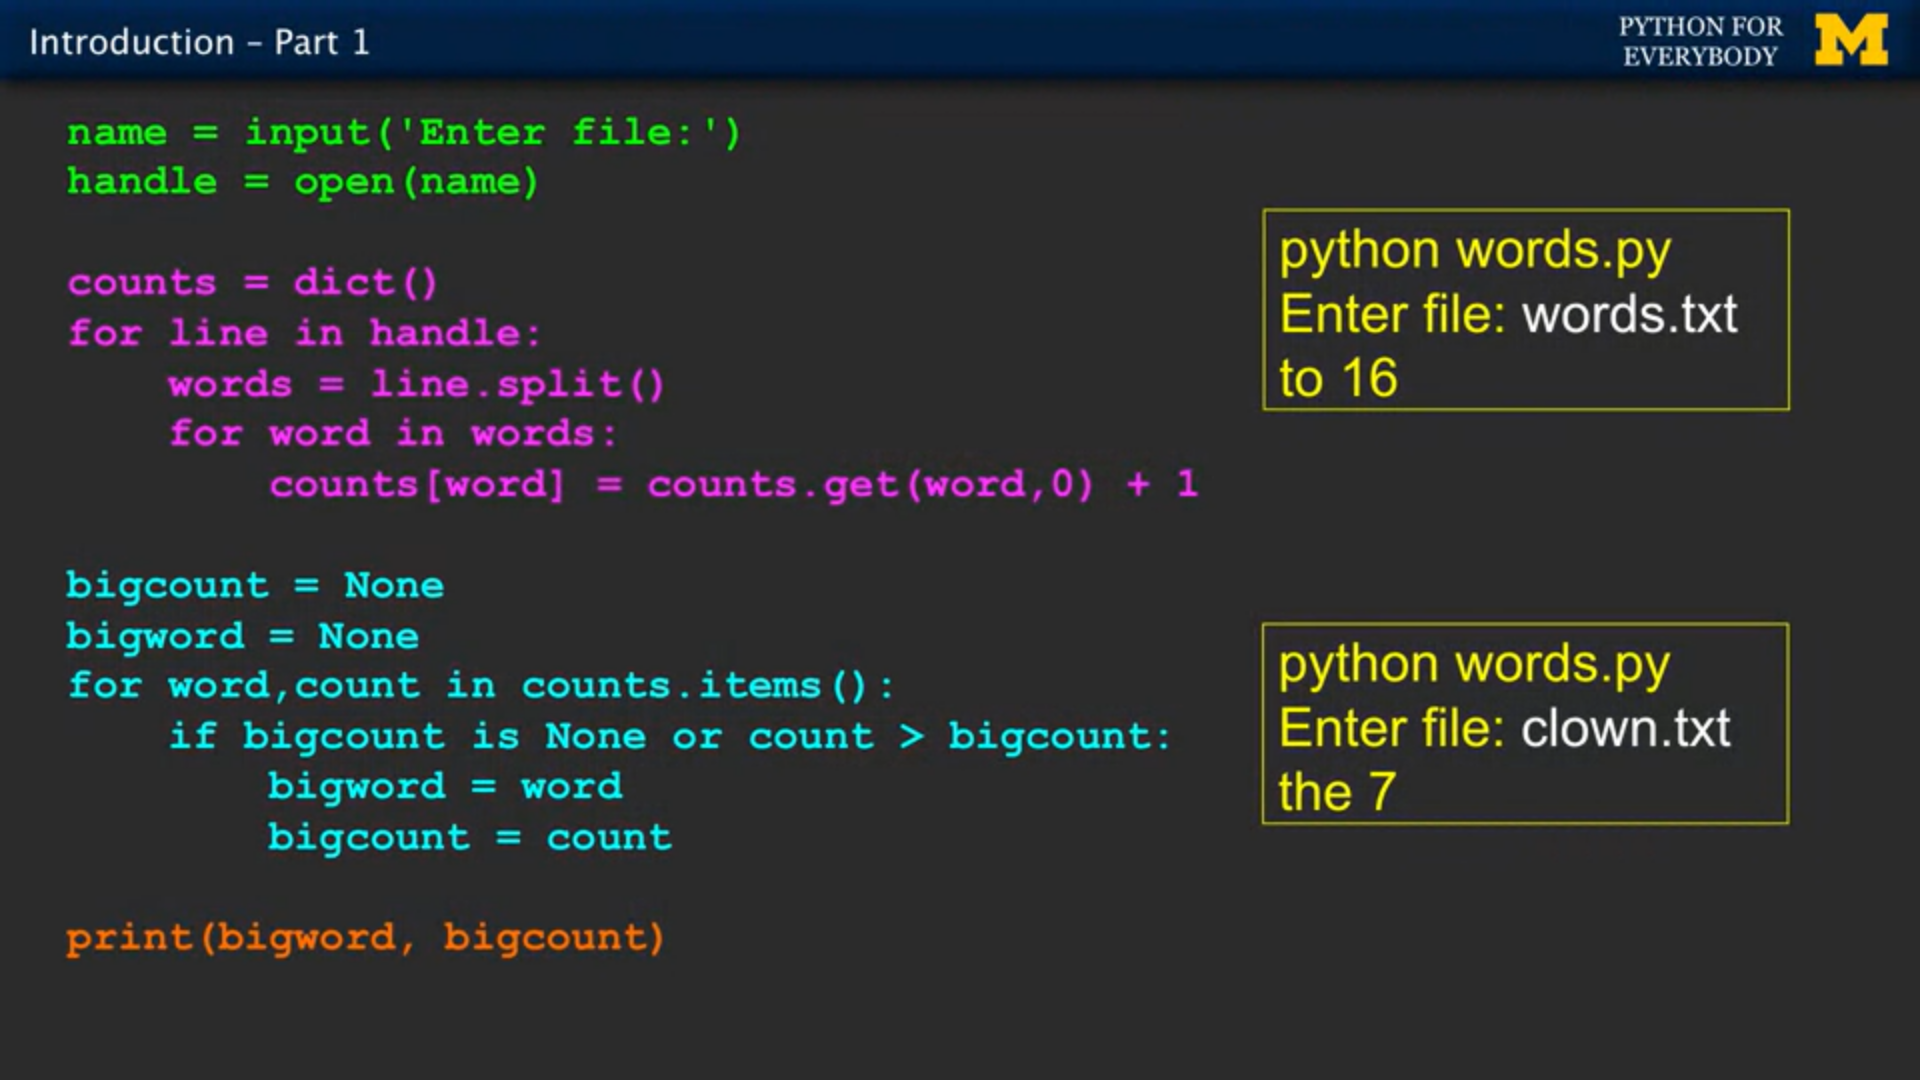 Introduction – Part 1
PYTHON FOR
EVERYBODY
M
name = input('Enter file:')
handle = open(name)
counts = dict()
for line in handle:
    words = line.split()
    for word in words:
        counts[word] = counts.get(word,0) + 1
bigcount = None
bigword = None
for word,count in counts.items():
    if bigcount is None or count > bigcount:
        bigword = word
        bigcount = count
print(bigword, bigcount)
python words.py
Enter file: words.txt
to 16
python words.py
Enter file: clown.txt
the 7